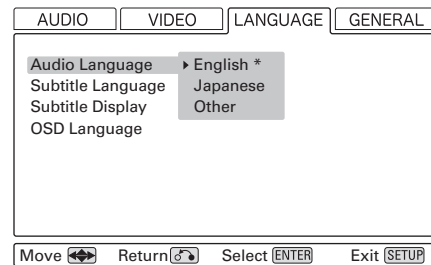 AUDIO VIDEO LANGUAGE GENERAL
Audio Language English *
Subtitle Language Japanese
Subtitle Display Other
OSD Language
Move Return Select ENTER Exit SETUP